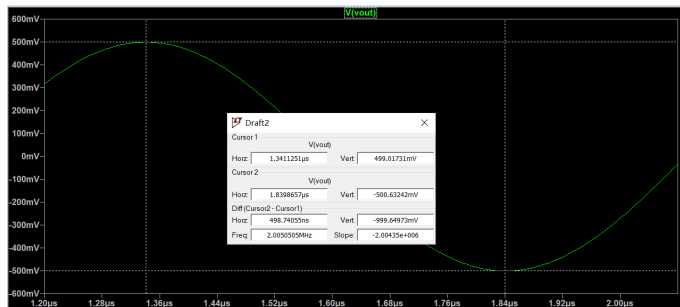 V(vout)
600mV
500mV
400mV
300mV
200mV
100mV
0mV
-100mV
-200mV
-300mV
-400mV
-500mV
-600mV
1.20µs 1.28µs 1.36µs 1.44µs 1.52µs 1.60µs 1.68µs 1.76µs 1.84µs 1.92µs 2.00µs
Draft2
Cursor 1
V(vout)
Horz: 1.3411251µs Vert: 499.01731mV
Cursor 2
V(vout)
Horz: 1.8398657µs Vert: -500.63242mV
Diff (Cursor2 - Cursor1)
Horz: 498.74055ns Vert: -999.64973mV
Freq: 2.0050505MHz Slope: -2.00435e+006